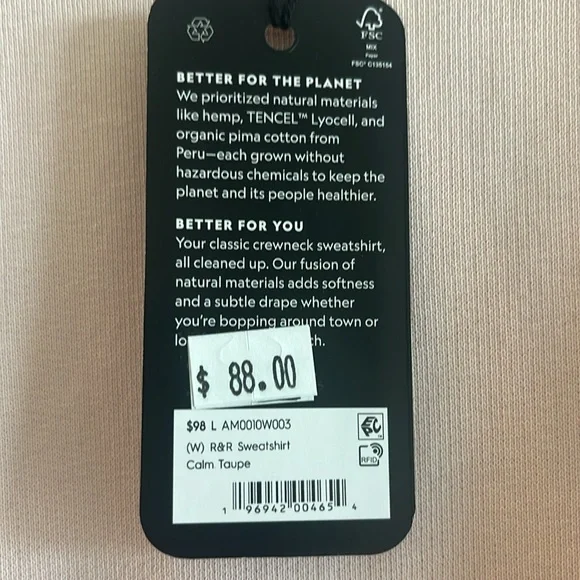 FSC
MIX
Paper
FSC® C135154
BETTER FOR THE PLANET
We prioritized natural materials
like hemp, TENCEL™ Lyocell, and
organic pima cotton from
Peru—each grown without
hazardous chemicals to keep the
planet and its people healthier.
BETTER FOR YOU
Your classic crewneck sweatshirt,
all cleaned up. Our fusion of
natural materials adds softness
and a subtle drape whether
you're bopping around town or
$ 88.00
$98 L AM0010W003
(W) R&R Sweatshirt
Calm Taupe
RFID
1 96942 00465 4